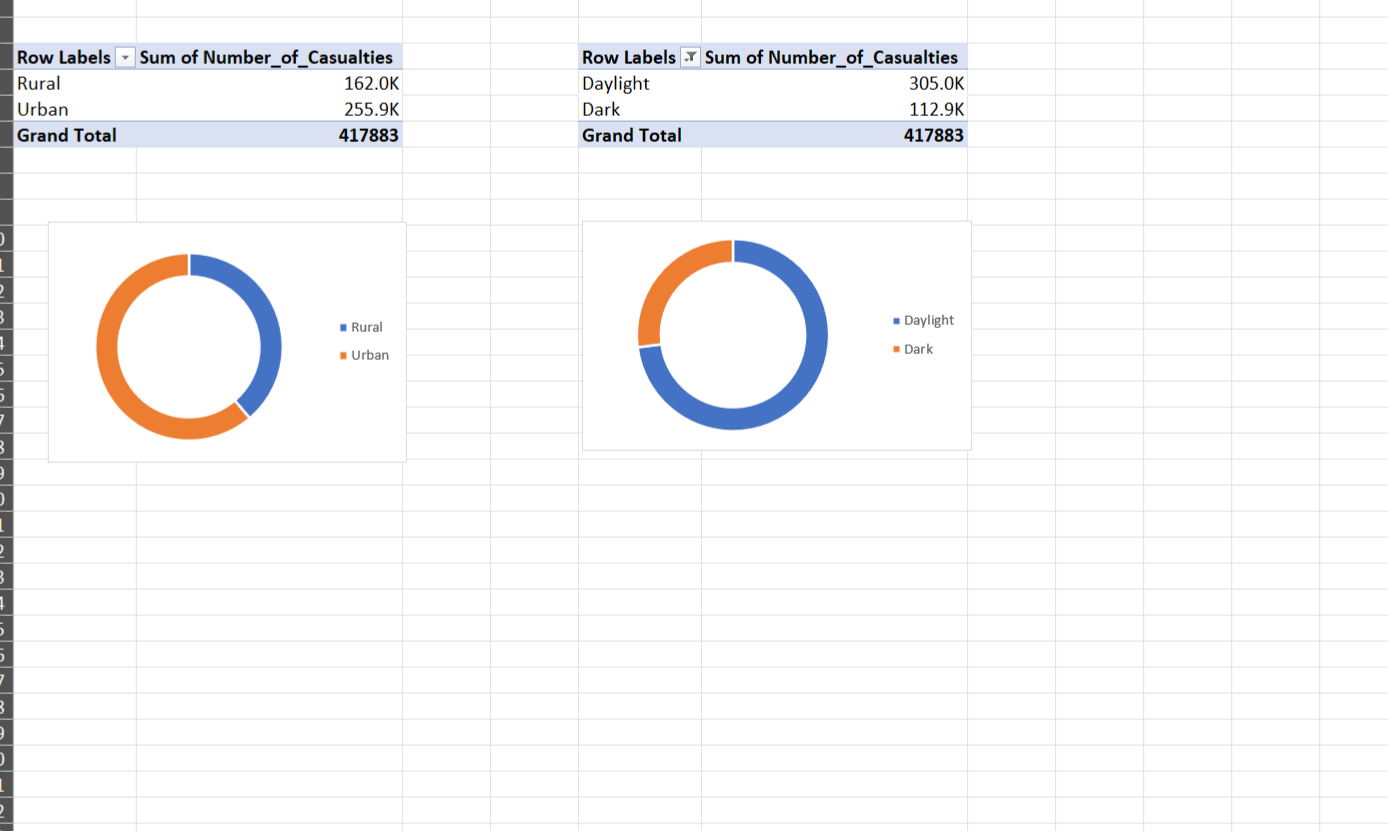 Row Labels Sum of Number_of_Casualties
Rural 162.0K
Urban 255.9K
Grand Total 417883
Row Labels Sum of Number_of_Casualties
Daylight 305.0K
Dark 112.9K
Grand Total 417883
Rural
Urban
Daylight
Dark